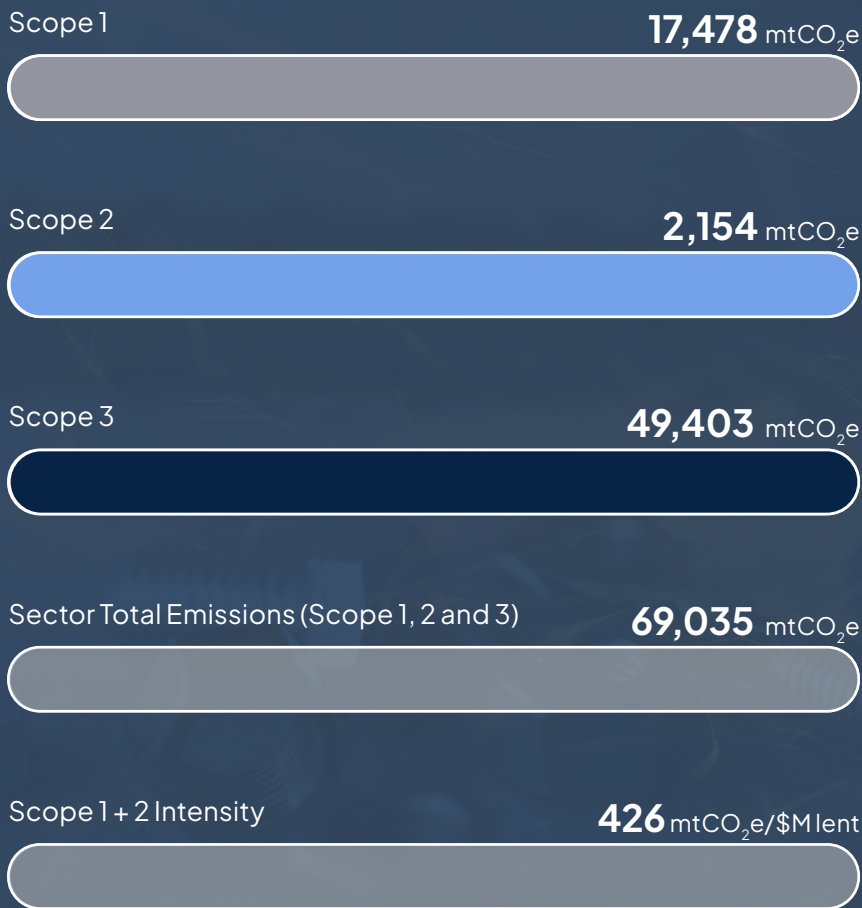 Scope 1 17,478 mtCO₂e
Scope 2 2,154 mtCO₂e
Scope 3 49,403 mtCO₂e
Sector Total Emissions (Scope 1, 2 and 3) 69,035 mtCO₂e
Scope 1 + 2 Intensity 426 mtCO₂e/$M lent